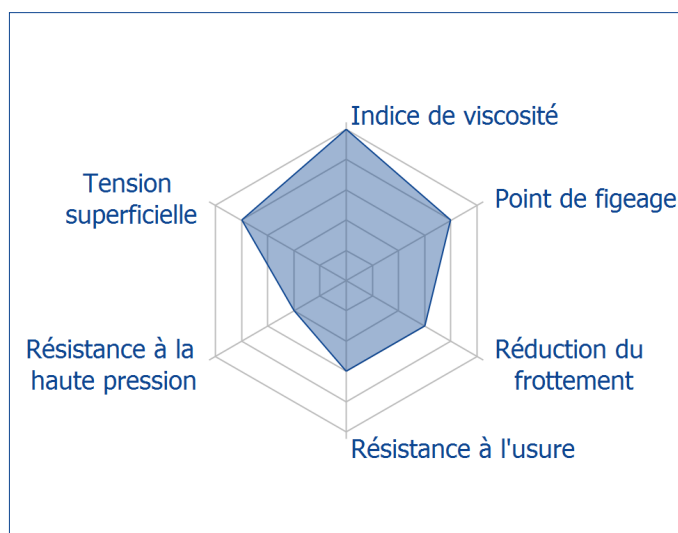 Indice de viscosité
Tension
superficielle
Point de figeage
Résistance à la
haute pression
Réduction du
frottement
Résistance à l'usure